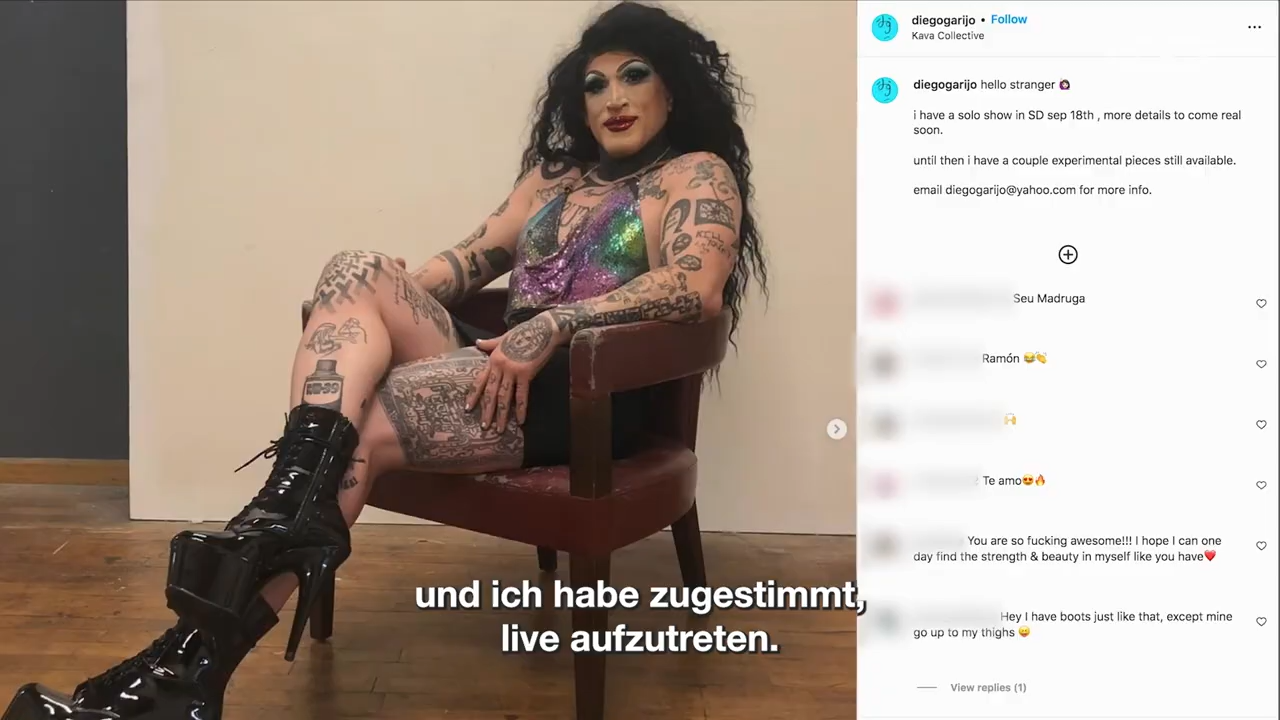 diegogarijo • Follow
Kava Collective
diegogarijo hello stranger
i have a solo show in SD sep 18th , more details to come real
soon.
until then i have a couple experimental pieces still available.
email diegogarijo@yahoo.com for more info.
Seu Madruga
Ramón 😂👏
🙌
Te amo😍🔥
You are so fucking awesome!!! I hope I can one
day find the strength & beauty in myself like you have❤️
Hey I have boots just like that, except mine
go up to my thighs 😛
View replies (1)
und ich habe zugestimmt,
live aufzutreten.